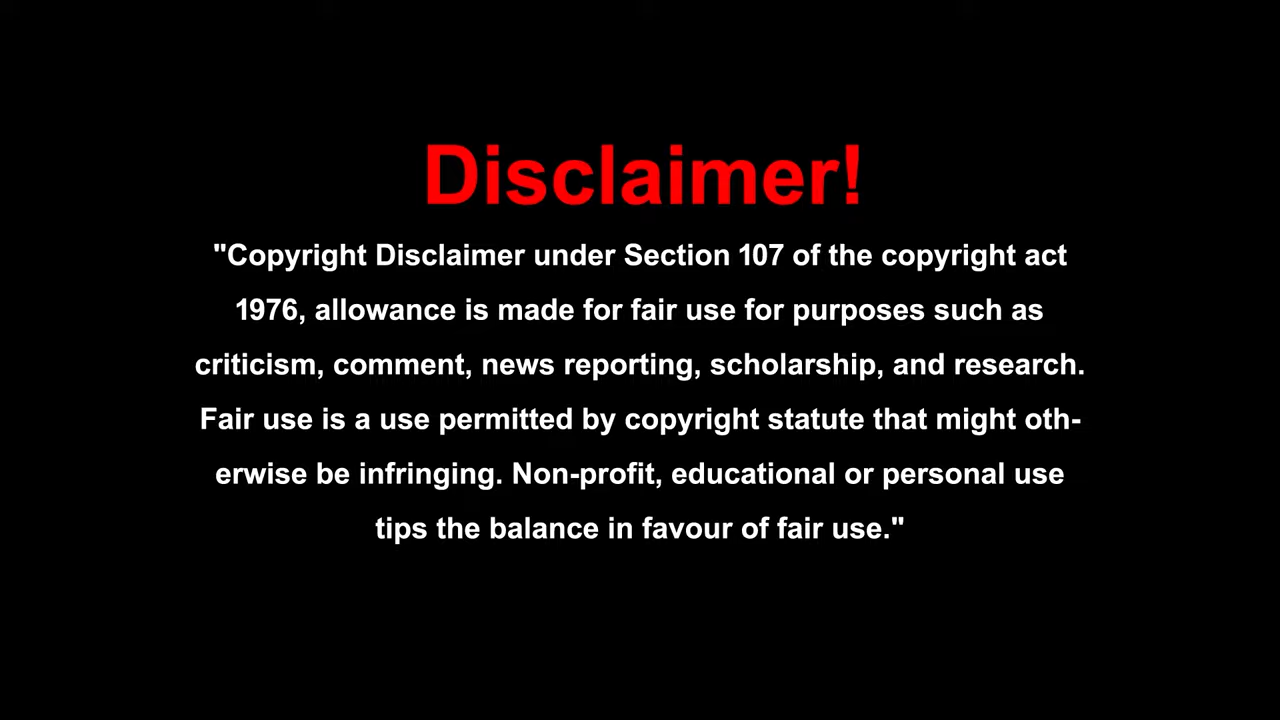 Disclaimer!
"Copyright Disclaimer under Section 107 of the copyright act
1976, allowance is made for fair use for purposes such as
criticism, comment, news reporting, scholarship, and research.
Fair use is a use permitted by copyright statute that might oth-
erwise be infringing. Non-profit, educational or personal use
tips the balance in favour of fair use."